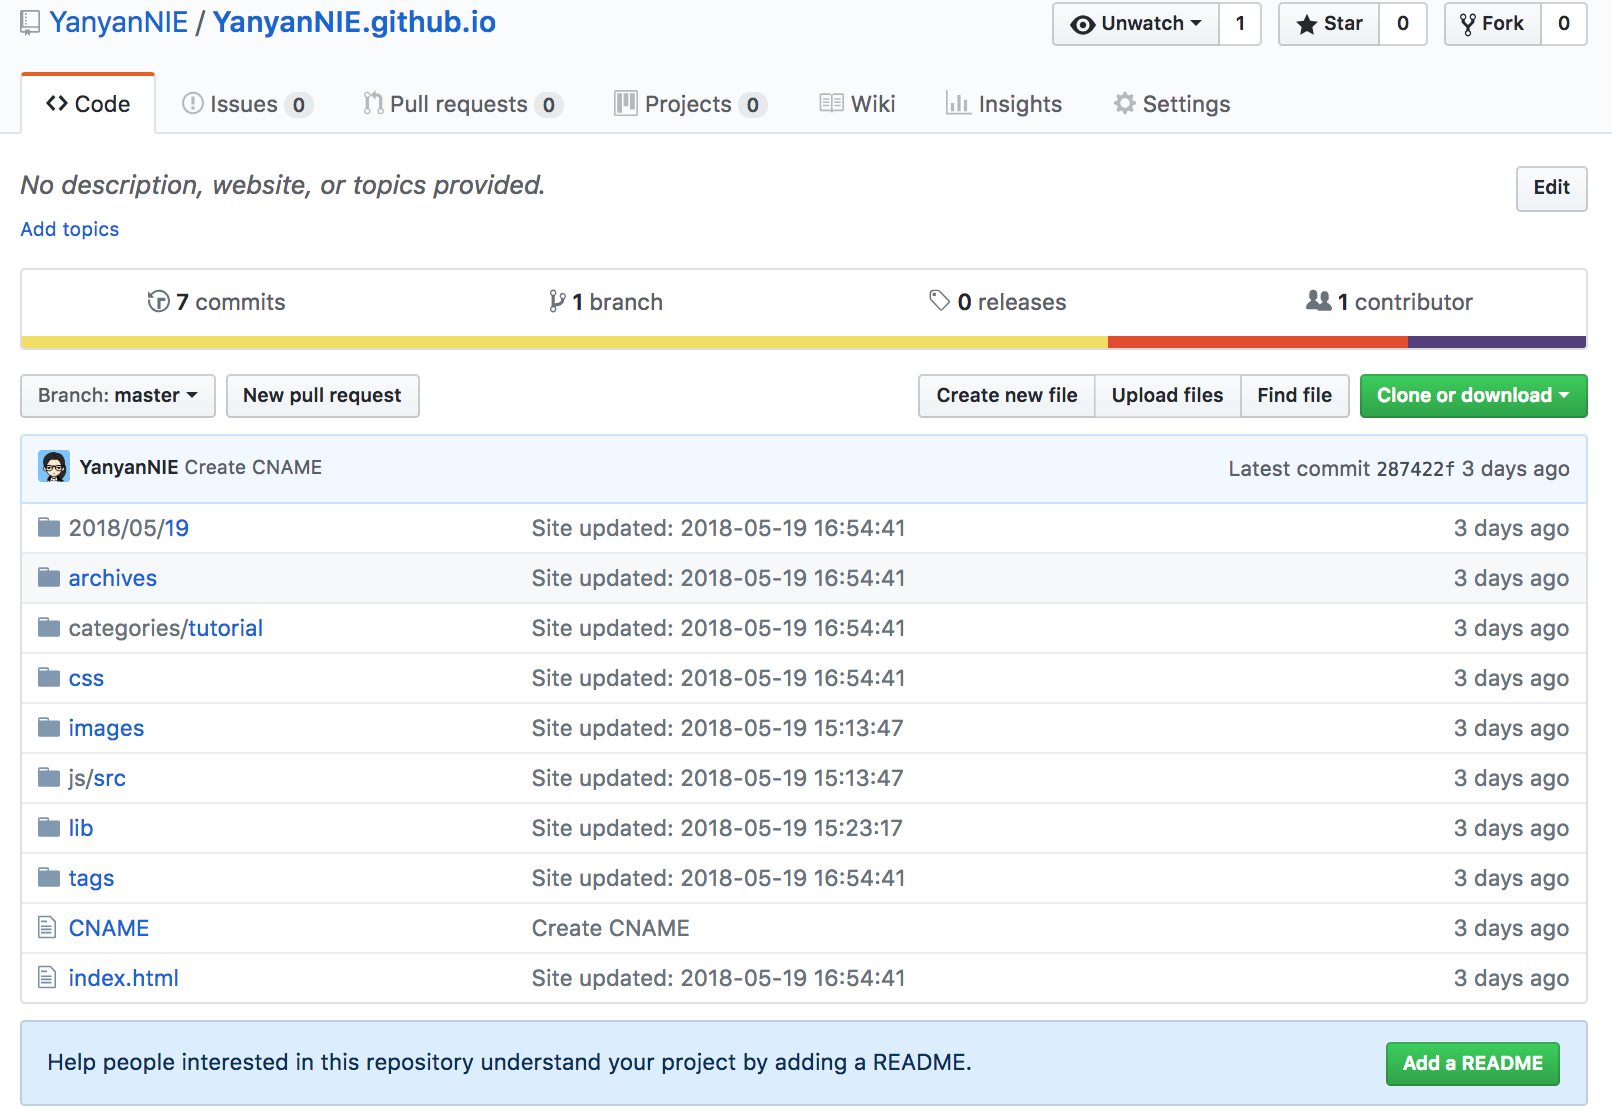 YanyanNIE / YanyanNIE.github.io Unwatch 1 Star 0 Fork 0
Code Issues 0 Pull requests 0 Projects 0 Wiki Insights Settings
No description, website, or topics provided. Edit
Add topics
7 commits 1 branch 0 releases 1 contributor
Branch: master New pull request Create new file Upload files Find file Clone or download
YanyanNIE Create CNAME Latest commit 287422f 3 days ago
2018/05/19 Site updated: 2018-05-19 16:54:41 3 days ago
archives Site updated: 2018-05-19 16:54:41 3 days ago
categories/tutorial Site updated: 2018-05-19 16:54:41 3 days ago
css Site updated: 2018-05-19 16:54:41 3 days ago
images Site updated: 2018-05-19 15:13:47 3 days ago
js/src Site updated: 2018-05-19 15:13:47 3 days ago
lib Site updated: 2018-05-19 15:23:17 3 days ago
tags Site updated: 2018-05-19 16:54:41 3 days ago
CNAME Create CNAME 3 days ago
index.html Site updated: 2018-05-19 16:54:41 3 days ago
Help people interested in this repository understand your project by adding a README. Add a README